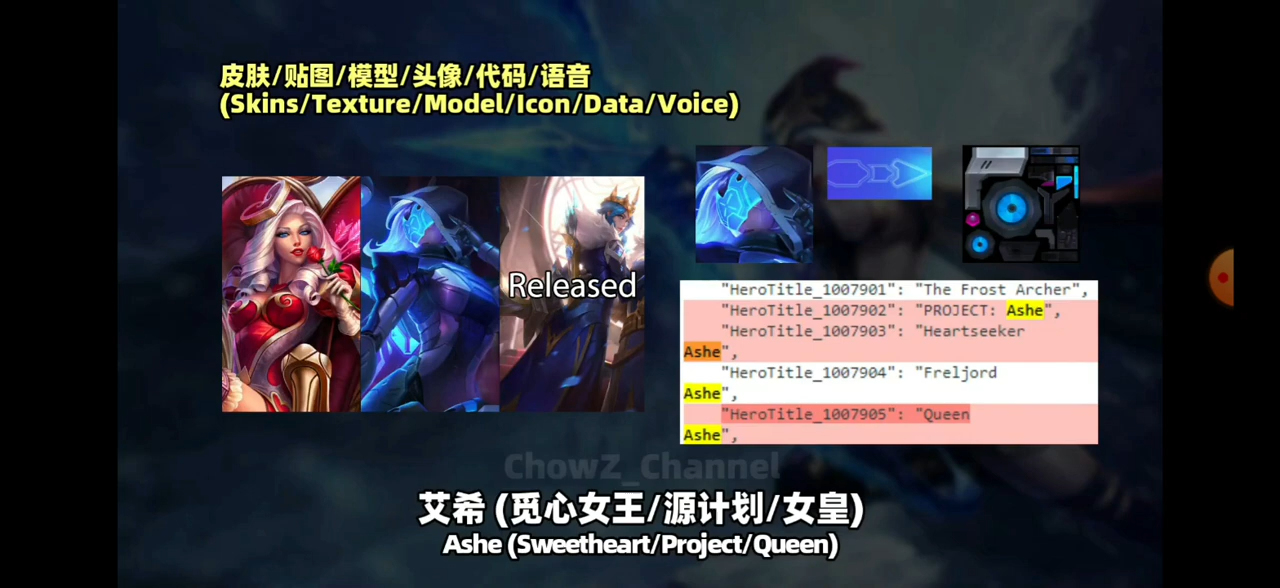 皮肤/贴图/模型/头像/代码/语音
(Skins/Texture/Model/Icon/Data/Voice)
Released
"HeroTitle_1007901": "The Frost Archer",
"HeroTitle_1007902": "PROJECT: Ashe",
"HeroTitle_1007903": "Heartseeker
Ashe",
"HeroTitle_1007904": "Freljord
Ashe",
"HeroTitle_1007905": "Queen
Ashe",
ChowZ_Channel
艾希 (觅心女王/源计划/女皇)
Ashe (Sweetheart/Project/Queen)